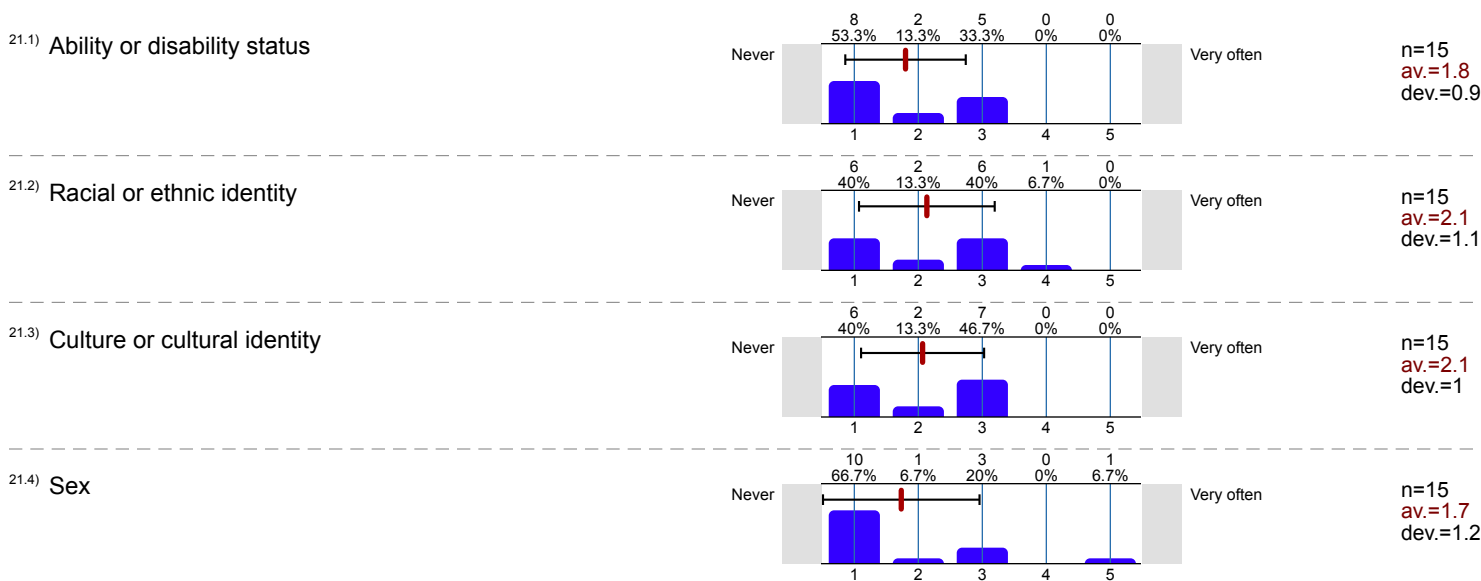 21.1) Ability or disability status
8 2 5 0 0
53.3% 13.3% 33.3% 0% 0%
Never Very often
n=15
av.=1.8
dev.=0.9
1 2 3 4 5
21.2) Racial or ethnic identity
6 2 6 1 0
40% 13.3% 40% 6.7% 0%
Never Very often
n=15
av.=2.1
dev.=1.1
1 2 3 4 5
21.3) Culture or cultural identity
6 2 7 0 0
40% 13.3% 46.7% 0% 0%
Never Very often
n=15
av.=2.1
dev.=1
1 2 3 4 5
21.4) Sex
10 1 3 0 1
66.7% 6.7% 20% 0% 6.7%
Never Very often
n=15
av.=1.7
dev.=1.2
1 2 3 4 5